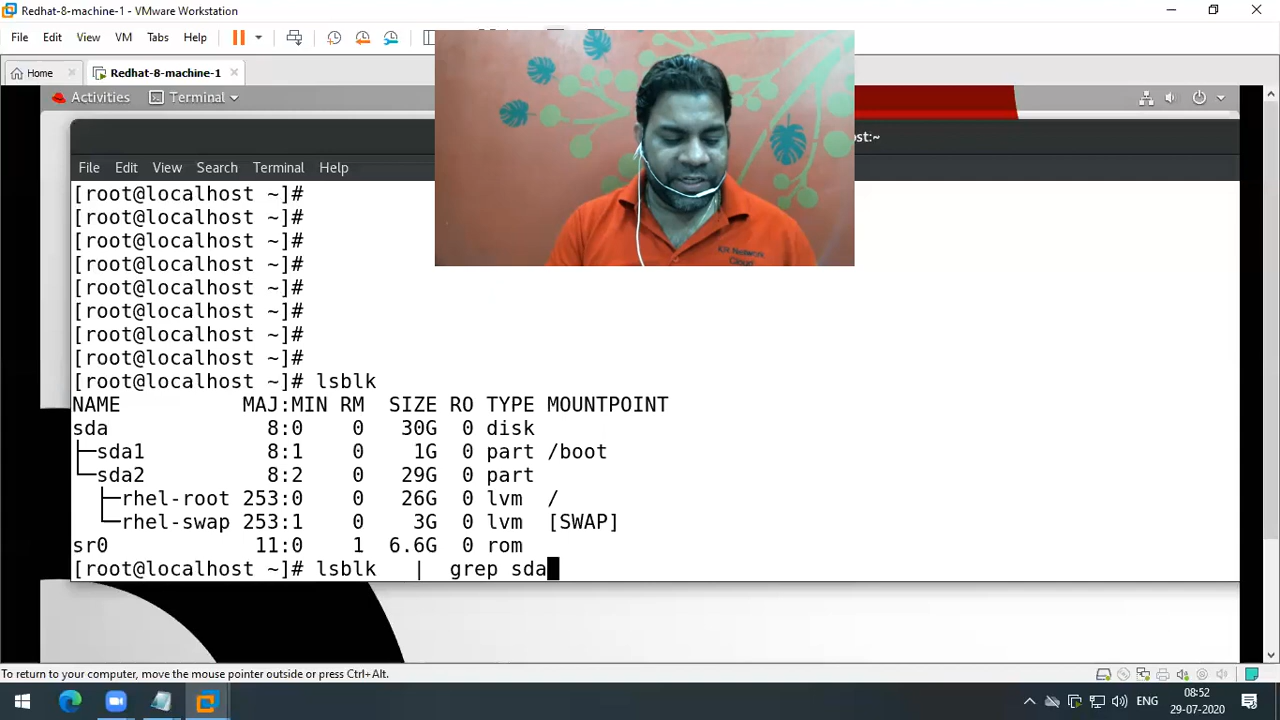 Redhat-8-machine-1 - VMware Workstation
File Edit View VM Tabs Help
Home Redhat-8-machine-1
Activities Terminal
ost:~
File Edit View Search Terminal Help
[root@localhost ~]#
[root@localhost ~]#
[root@localhost ~]#
[root@localhost ~]#
[root@localhost ~]#
[root@localhost ~]#
[root@localhost ~]#
[root@localhost ~]#
[root@localhost ~]# lsblk
NAME MAJ:MIN RM SIZE RO TYPE MOUNTPOINT
sda 8:0 0 30G 0 disk
├─sda1 8:1 0 1G 0 part /boot
└─sda2 8:2 0 29G 0 part
├─rhel-root 253:0 0 26G 0 lvm /
└─rhel-swap 253:1 0 3G 0 lvm [SWAP]
sr0 11:0 1 6.6G 0 rom
[root@localhost ~]# lsblk | grep sda
KR Network
Cloud
To return to your computer, move the mouse pointer outside or press Ctrl+Alt.
ENG
08:52
29-07-2020